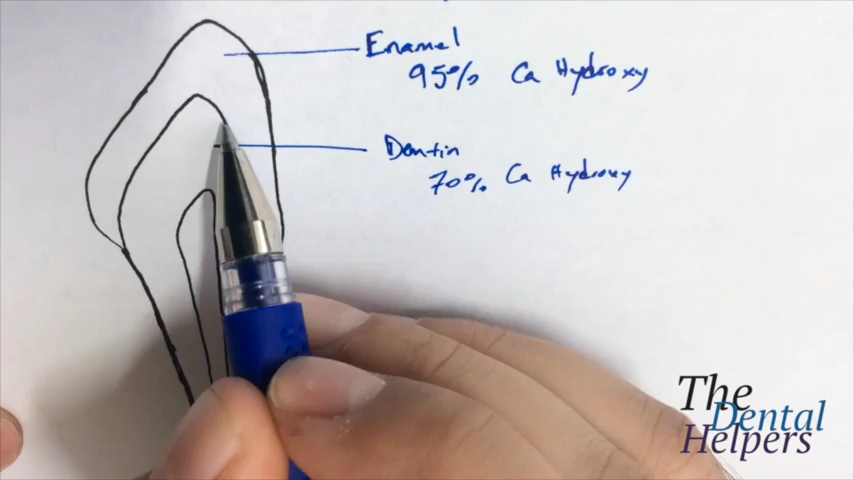 Enamel
95% Ca Hydroxy
Dentin
70% Ca Hydroxy
The
Dental
Helpers